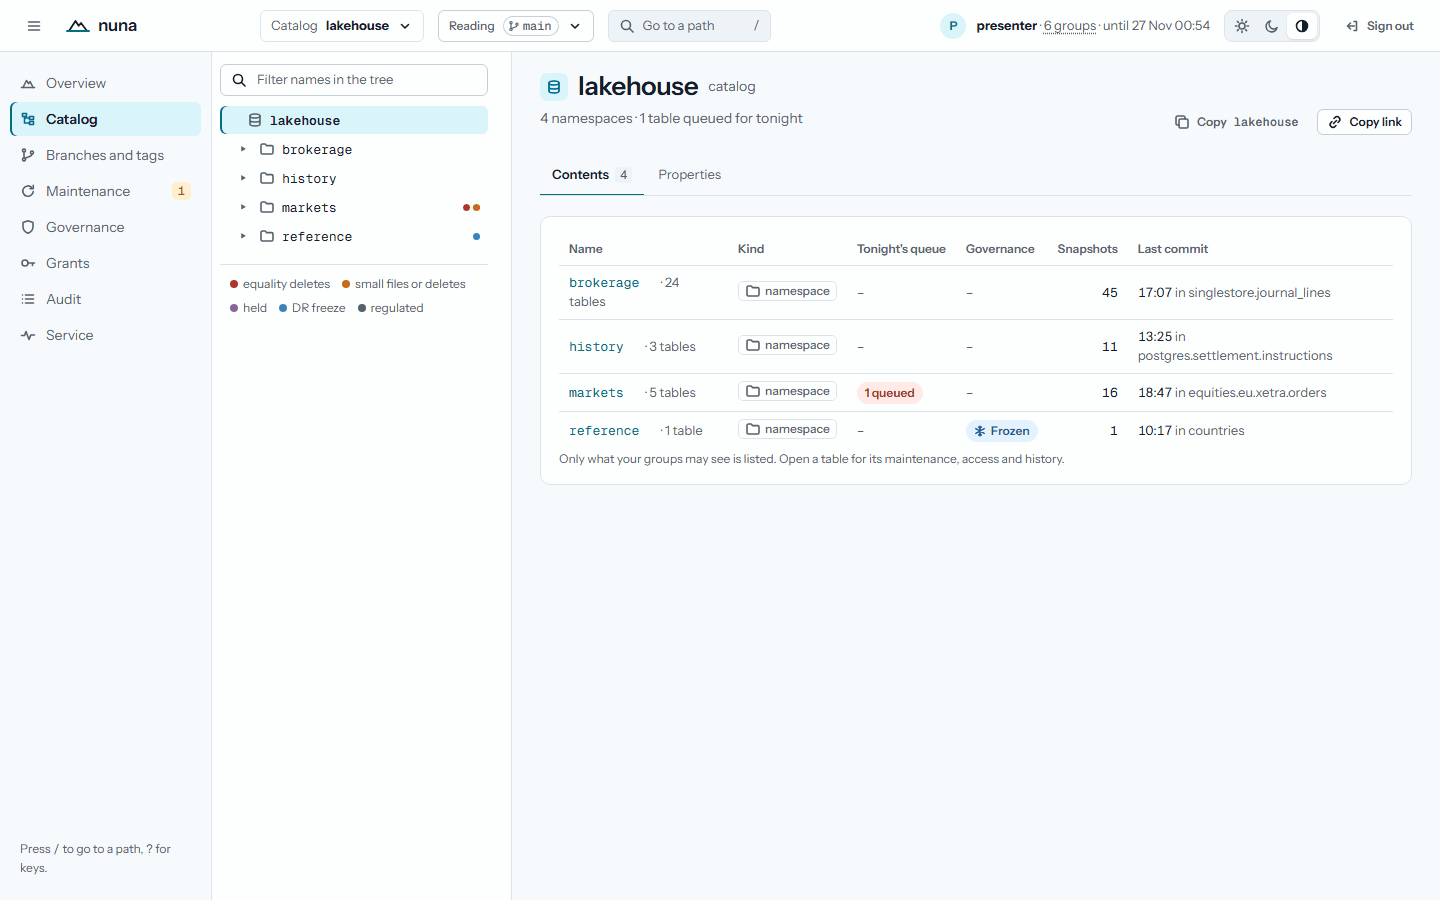 nuna
Catalog lakehouse
Reading main
Go to a path /
P presenter · 6 groups · until 27 Nov 00:54
Sign out
Overview
Catalog
Branches and tags
Maintenance 1
Governance
Grants
Audit
Service
Press / to go to a path, ? for
keys.
Filter names in the tree
lakehouse
brokerage
history
markets
reference
equality deletes small files or deletes
held DR freeze regulated
lakehouse catalog
4 namespaces · 1 table queued for tonight
Copy lakehouse
Copy link
Contents 4 Properties
Name Kind Tonight's queue Governance Snapshots Last commit
brokerage · 24
tables
namespace – – 45 17:07 in singlestore.journal_lines
history · 3 tables namespace – – 11 13:25 in
postgres.settlement.instructions
markets · 5 tables namespace 1 queued – 16 18:47 in equities.eu.xetra.orders
reference · 1 table namespace – Frozen 1 10:17 in countries
Only what your groups may see is listed. Open a table for its maintenance, access and history.